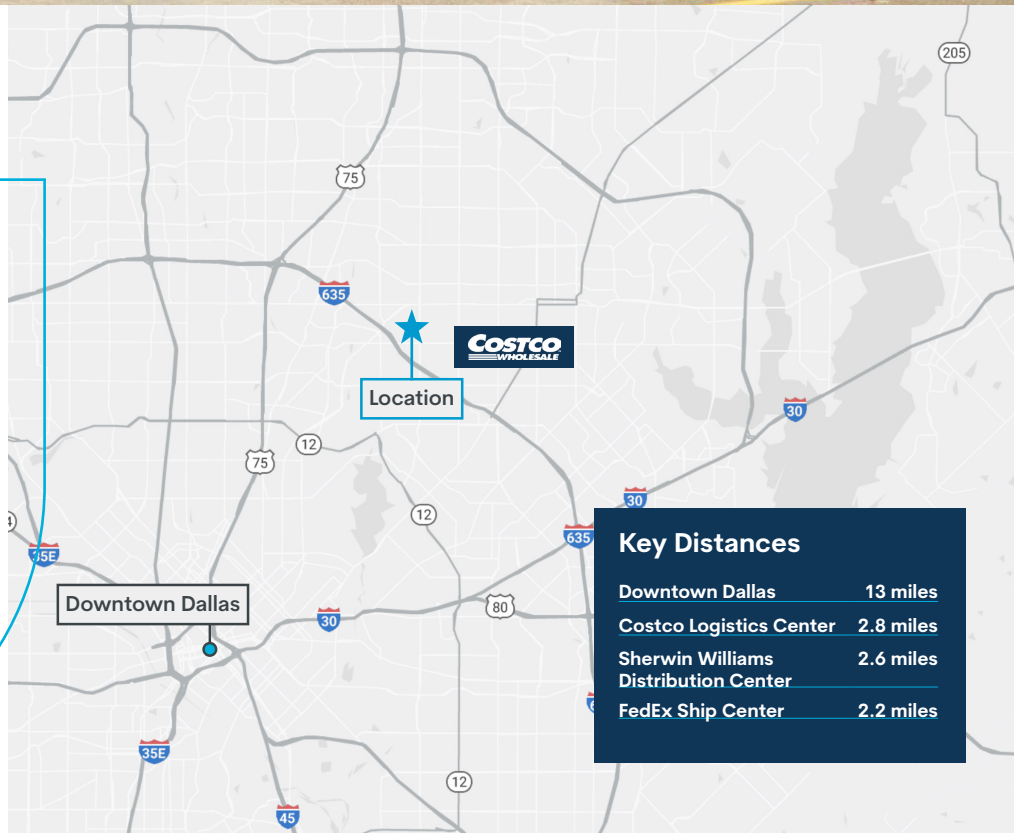 205
75
635
COSTCO
WHOLESALE
Location
30
12
75
12
30
635
35E
Key Distances
Downtown Dallas 13 miles
Costco Logistics Center 2.8 miles
Sherwin Williams 2.6 miles
Distribution Center
FedEx Ship Center 2.2 miles
Downtown Dallas
80
30
35E
12
45